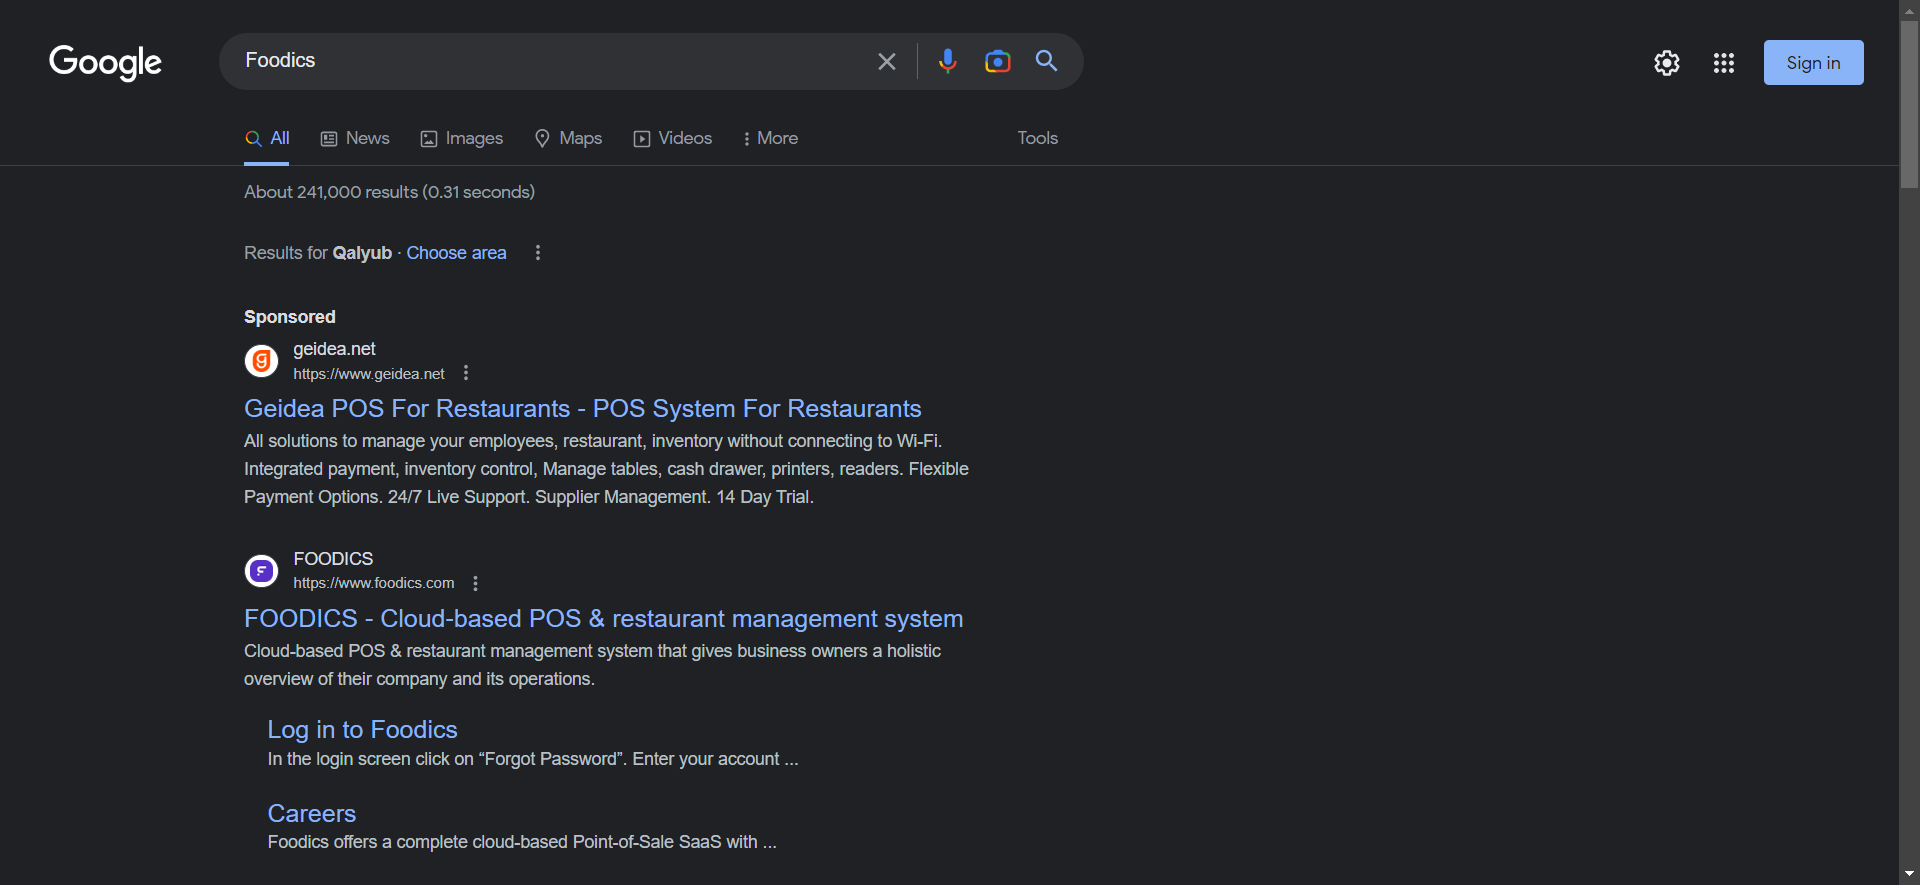 Google
Foodics
Sign in
All
News
Images
Maps
Videos
More
Tools
About 241,000 results (0.31 seconds)
Results for Qalyub · Choose area
Sponsored
geidea.net
https://www.geidea.net
Geidea POS For Restaurants - POS System For Restaurants
All solutions to manage your employees, restaurant, inventory without connecting to Wi-Fi.
Integrated payment, inventory control, Manage tables, cash drawer, printers, readers. Flexible
Payment Options. 24/7 Live Support. Supplier Management. 14 Day Trial.
FOODICS
https://www.foodics.com
FOODICS - Cloud-based POS & restaurant management system
Cloud-based POS & restaurant management system that gives business owners a holistic
overview of their company and its operations.
Log in to Foodics
In the login screen click on “Forgot Password”. Enter your account ...
Careers
Foodics offers a complete cloud-based Point-of-Sale SaaS with ...